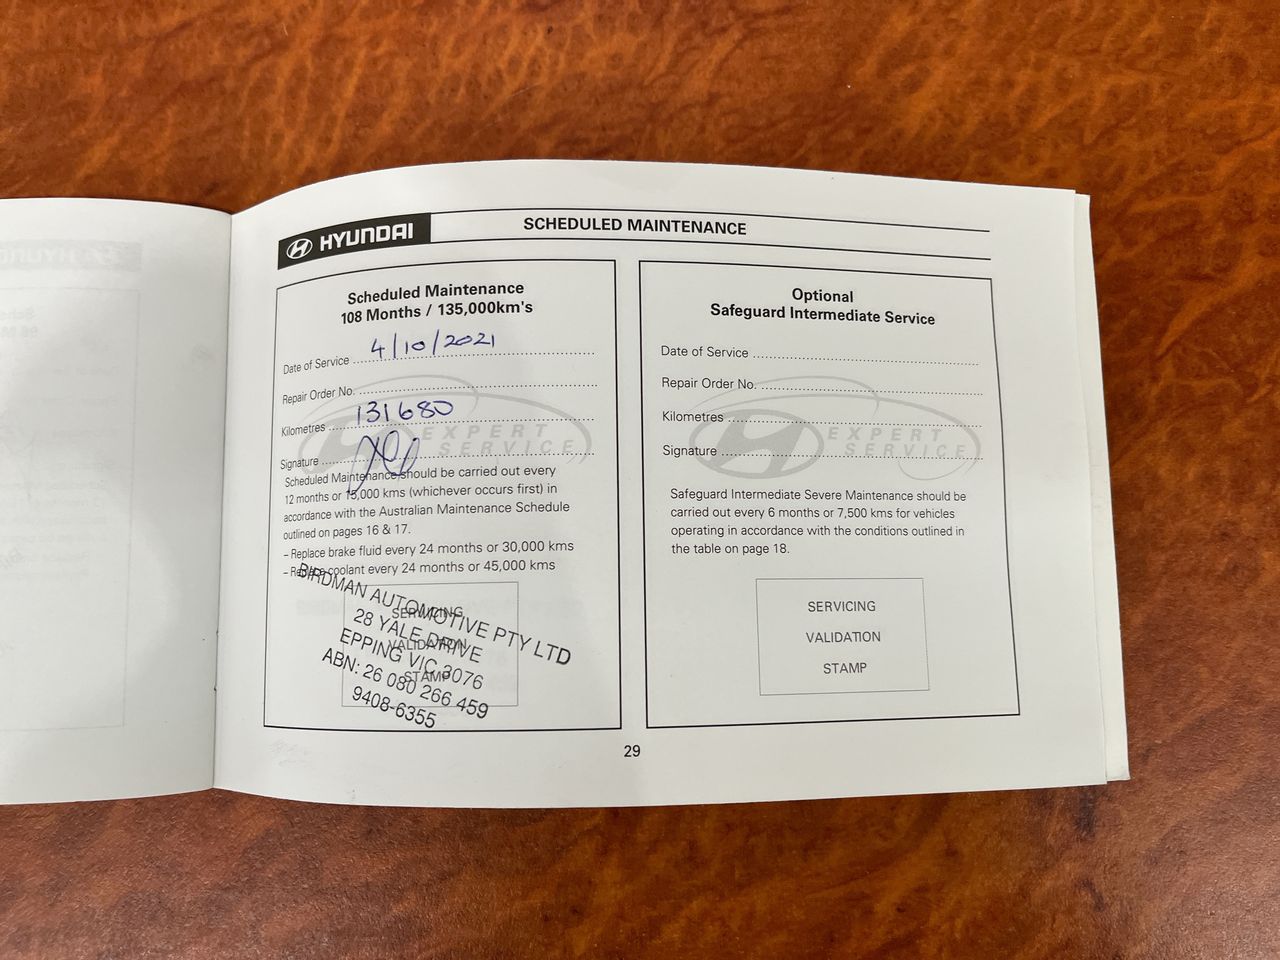 HYUNDAI
SCHEDULED MAINTENANCE
Scheduled Maintenance
108 Months / 135,000km's
Date of Service 4/10/2021
Repair Order No.
Kilometres 131680
Signature
EXPERT
SERVICE
Scheduled Maintenance should be carried out every
12 months or 15,000 kms (whichever occurs first) in
accordance with the Australian Maintenance Schedule
outlined on pages 16 & 17.
– Replace brake fluid every 24 months or 30,000 kms
– Replace coolant every 24 months or 45,000 kms
SERVICING
VALIDATION
STAMP
BIRDMAN AUTOMOTIVE PTY LTD
28 YALE DRIVE
EPPING VIC 3076
ABN: 26 080 266 459
9408-6355
Optional
Safeguard Intermediate Service
Date of Service
Repair Order No.
Kilometres
Signature
EXPERT
SERVICE
Safeguard Intermediate Severe Maintenance should be
carried out every 6 months or 7,500 kms for vehicles
operating in accordance with the conditions outlined in
the table on page 18.
SERVICING
VALIDATION
STAMP
29